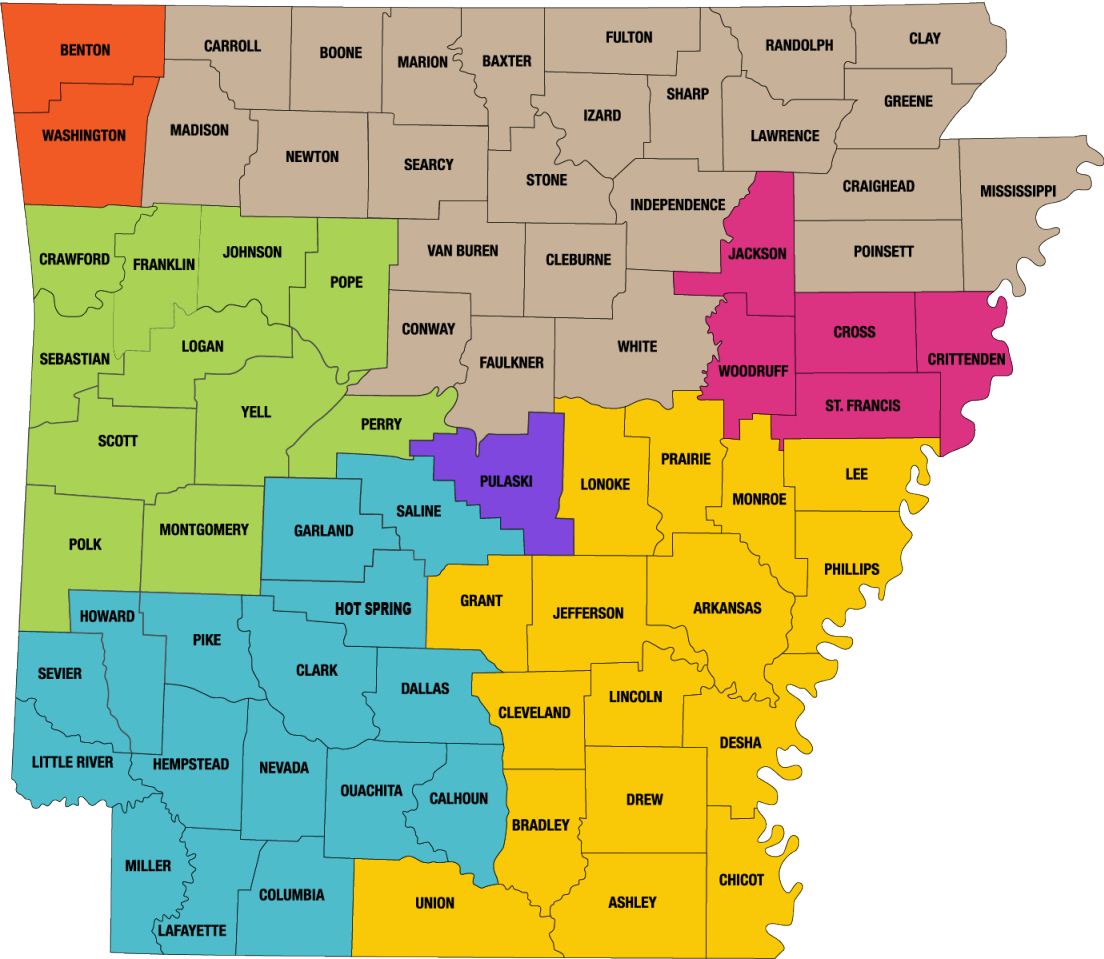 BENTON
CARROLL
BOONE
MARION
BAXTER
FULTON
RANDOLPH
CLAY
SHARP
IZARD
GREENE
WASHINGTON
MADISON
NEWTON
SEARCY
STONE
LAWRENCE
INDEPENDENCE
CRAIGHEAD
MISSISSIPPI
CRAWFORD
FRANKLIN
JOHNSON
POPE
VAN BUREN
CLEBURNE
JACKSON
POINSETT
SEBASTIAN
LOGAN
CONWAY
FAULKNER
WHITE
WOODRUFF
CROSS
CRITTENDEN
ST. FRANCIS
SCOTT
YELL
PERRY
PULASKI
LONOKE
PRAIRIE
MONROE
LEE
POLK
MONTGOMERY
GARLAND
SALINE
PHILLIPS
HOWARD
PIKE
HOT SPRING
GRANT
JEFFERSON
ARKANSAS
SEVIER
CLARK
DALLAS
CLEVELAND
LINCOLN
DESHA
LITTLE RIVER
HEMPSTEAD
NEVADA
OUACHITA
CALHOUN
BRADLEY
DREW
MILLER
LAFAYETTE
COLUMBIA
UNION
ASHLEY
CHICOT